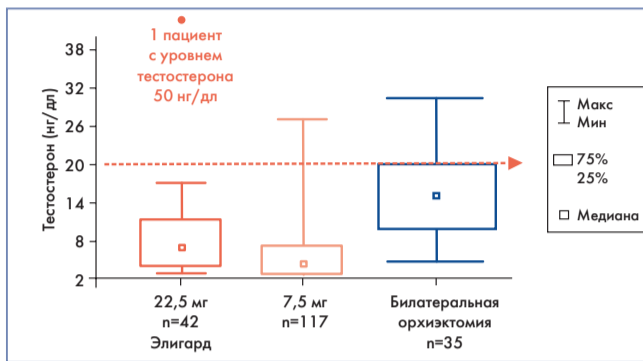 1 пациент
с уровнем
тестостерона
50 нг/дл
Тестостерон (нг/дл)
38
32
26
20
14
8
2
22,5 мг
n=42
Элигард
7,5 мг
n=117
Билатеральная
орхиэктомия
n=35
Макс
Мин
75%
25%
Медиана